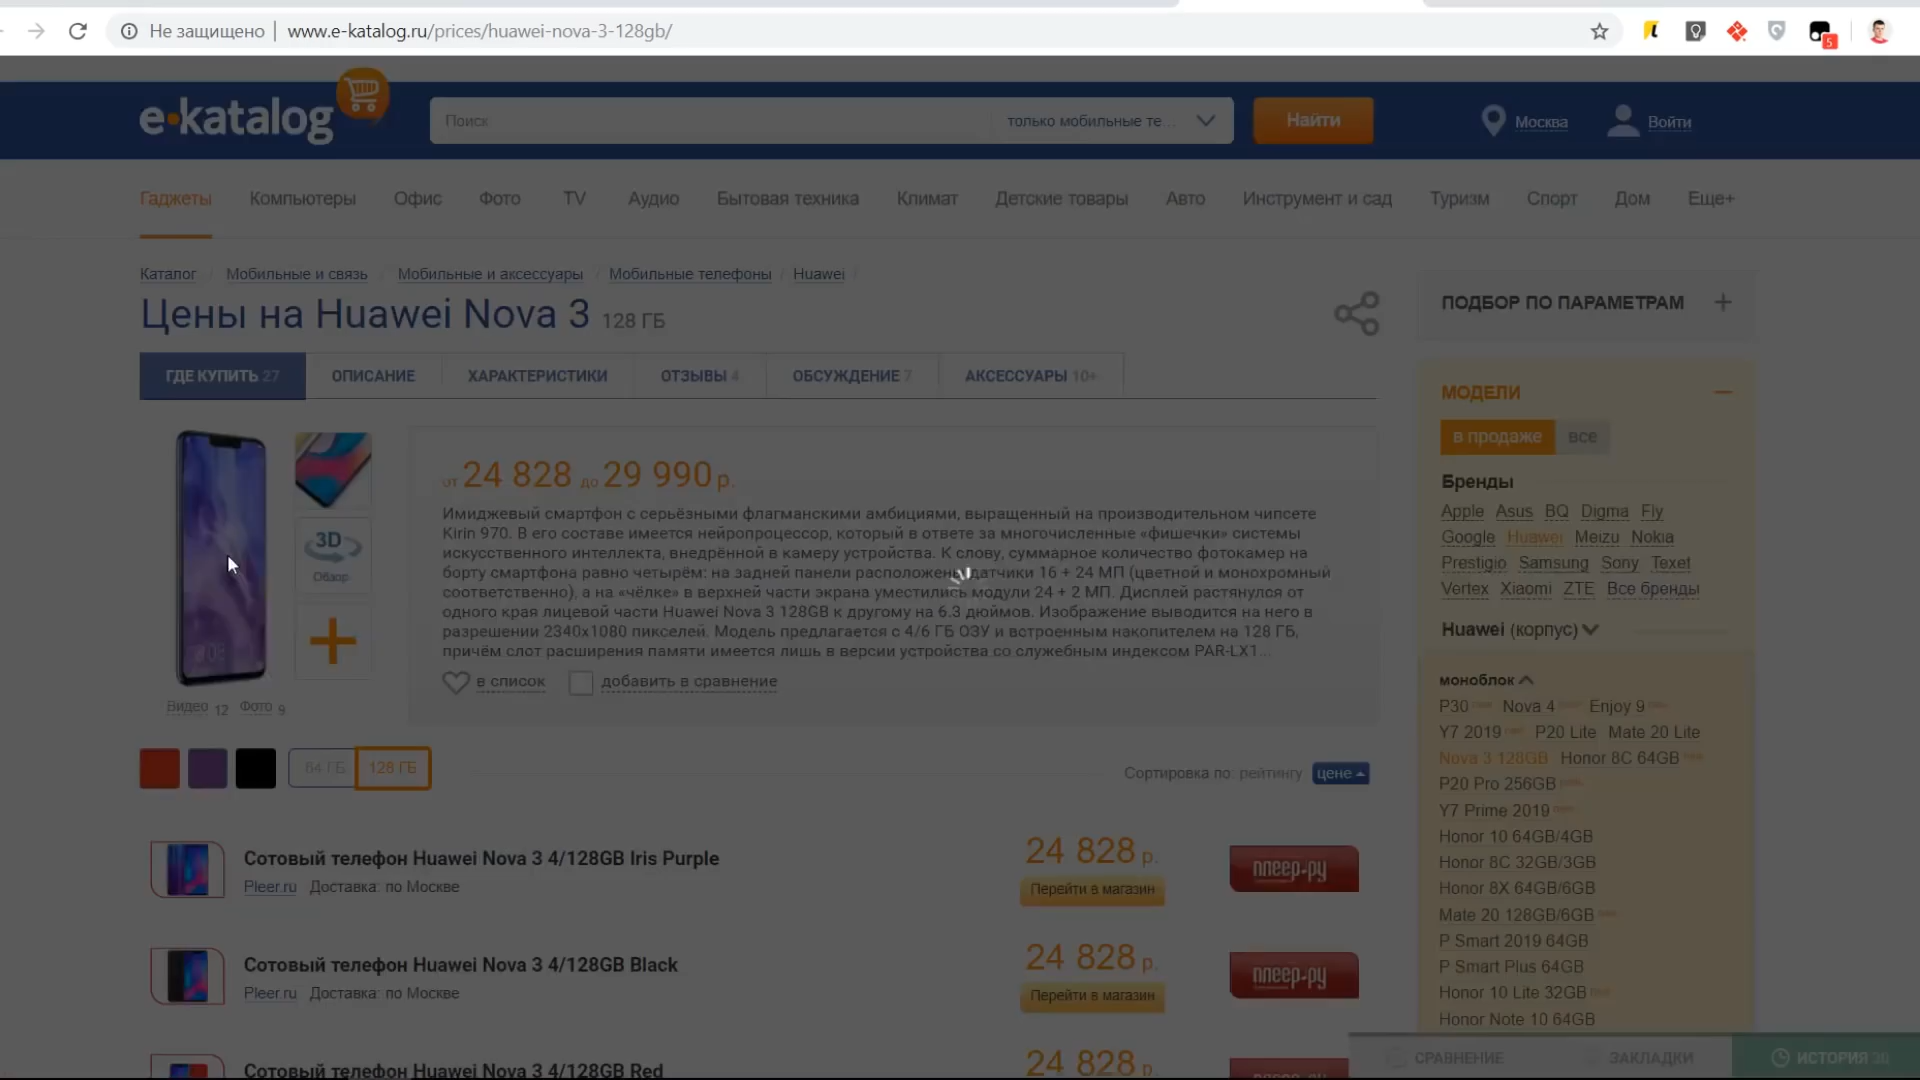 Не защищено
www.e-katalog.ru/prices/huawei-nova-3-128gb/
5
e-katalog
Поиск
только мобильные те...
Найти
Москва
Войти
Гаджеты Компьютеры Офис Фото TV Аудио Бытовая техника Климат Детские товары Авто Инструмент и сад Туризм Спорт Дом Еще+
Каталог / Мобильные и связь / Мобильные и аксессуары / Мобильные телефоны / Huawei /
Цены на Huawei Nova 3 128 ГБ
ГДЕ КУПИТЬ 27 ОПИСАНИЕ ХАРАКТЕРИСТИКИ ОТЗЫВЫ 4 ОБСУЖДЕНИЕ 7 АКСЕССУАРЫ 10+
3D
Обзор
08
Видео 12 Фото 9
от 24 828 до 29 990 р.
Имиджевый смартфон с серьёзными флагманскими амбициями, выращенный на производительном чипсете
Kirin 970. В его составе имеется нейропроцессор, который в ответе за многочисленные «фишечки» системы
искусственного интеллекта, внедрённой в камеру устройства. К слову, суммарное количество фотокамер на
борту смартфона равно четырём: на задней панели расположены датчики 16 + 24 МП (цветной и монохромный
соответственно), а на «чёлке» в верхней части экрана уместились модули 24 + 2 МП. Дисплей растянулся от
одного края лицевой части Huawei Nova 3 128GB к другому на 6.3 дюймов. Изображение выводится на него в
разрешении 2340x1080 пикселей. Модель предлагается с 4/6 ГБ ОЗУ и встроенным накопителем на 128 ГБ,
причём слот расширения памяти имеется лишь в версии устройства со служебным индексом PAR-LX1...
в список
добавить в сравнение
64 ГБ 128 ГБ
Сортировка по: рейтингу цене
Сотовый телефон Huawei Nova 3 4/128GB Iris Purple
Pleer.ru Доставка: по Москве
24 828 р.
Перейти в магазин
плеер.ру
Сотовый телефон Huawei Nova 3 4/128GB Black
Pleer.ru Доставка: по Москве
24 828 р.
Перейти в магазин
плеер.ру
Сотовый телефон Huawei Nova 3 4/128GB Red
24 828 р.
ПОДБОР ПО ПАРАМЕТРАМ +
МОДЕЛИ
в продаже все
Бренды
Apple Asus BQ Digma Fly
Google Huawei Meizu Nokia
Prestigio Samsung Sony Texet
Vertex Xiaomi ZTE Все бренды
Huawei (корпус)
моноблок
P30 Nova 4 Enjoy 9
Y7 2019 P20 Lite Mate 20 Lite
Nova 3 128GB Honor 8C 64GB
P20 Pro 256GB
Y7 Prime 2019
Honor 10 64GB/4GB
Honor 8C 32GB/3GB
Honor 8X 64GB/6GB
Mate 20 128GB/6GB
P Smart 2019 64GB
P Smart Plus 64GB
Honor 10 Lite 32GB
Honor Note 10 64GB
СРАВНЕНИЕ ЗАКЛАДКИ ИСТОРИЯ